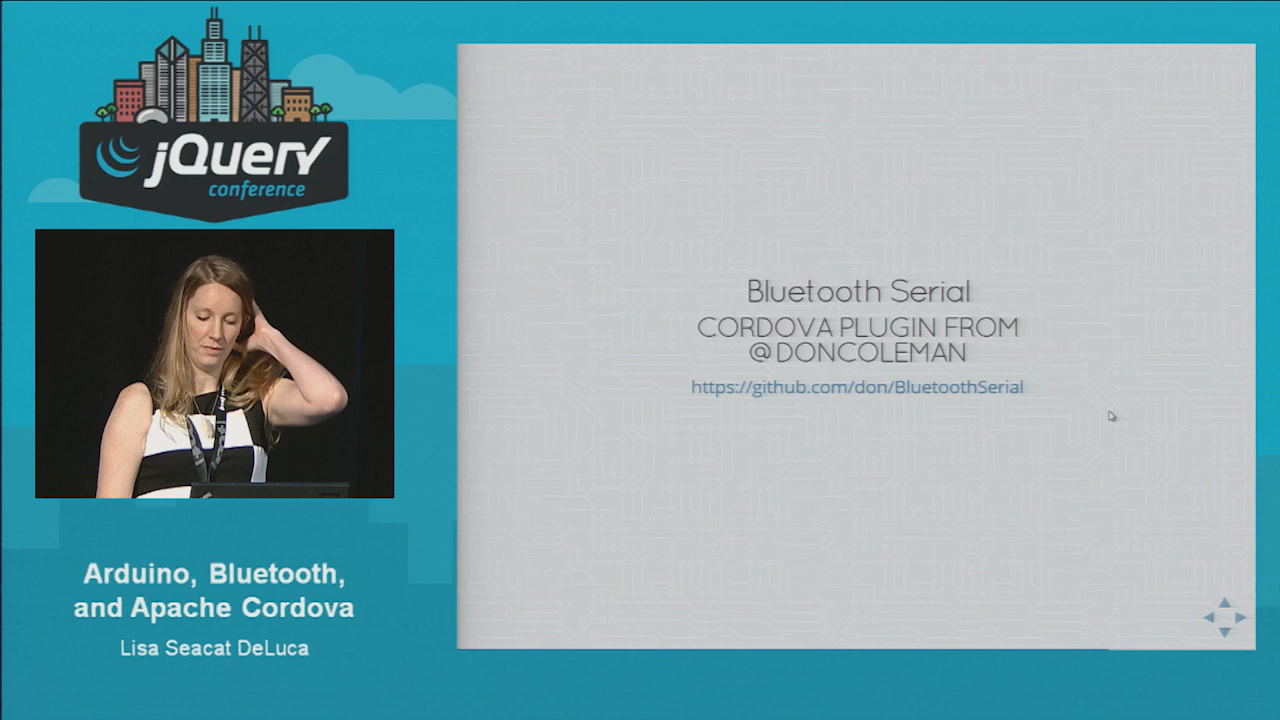 jQuery
conference
Bluetooth Serial
CORDOVA PLUGIN FROM
@DONCOLEMAN
https://github.com/don/BluetoothSerial
Arduino, Bluetooth,
and Apache Cordova
Lisa Seacat DeLuca